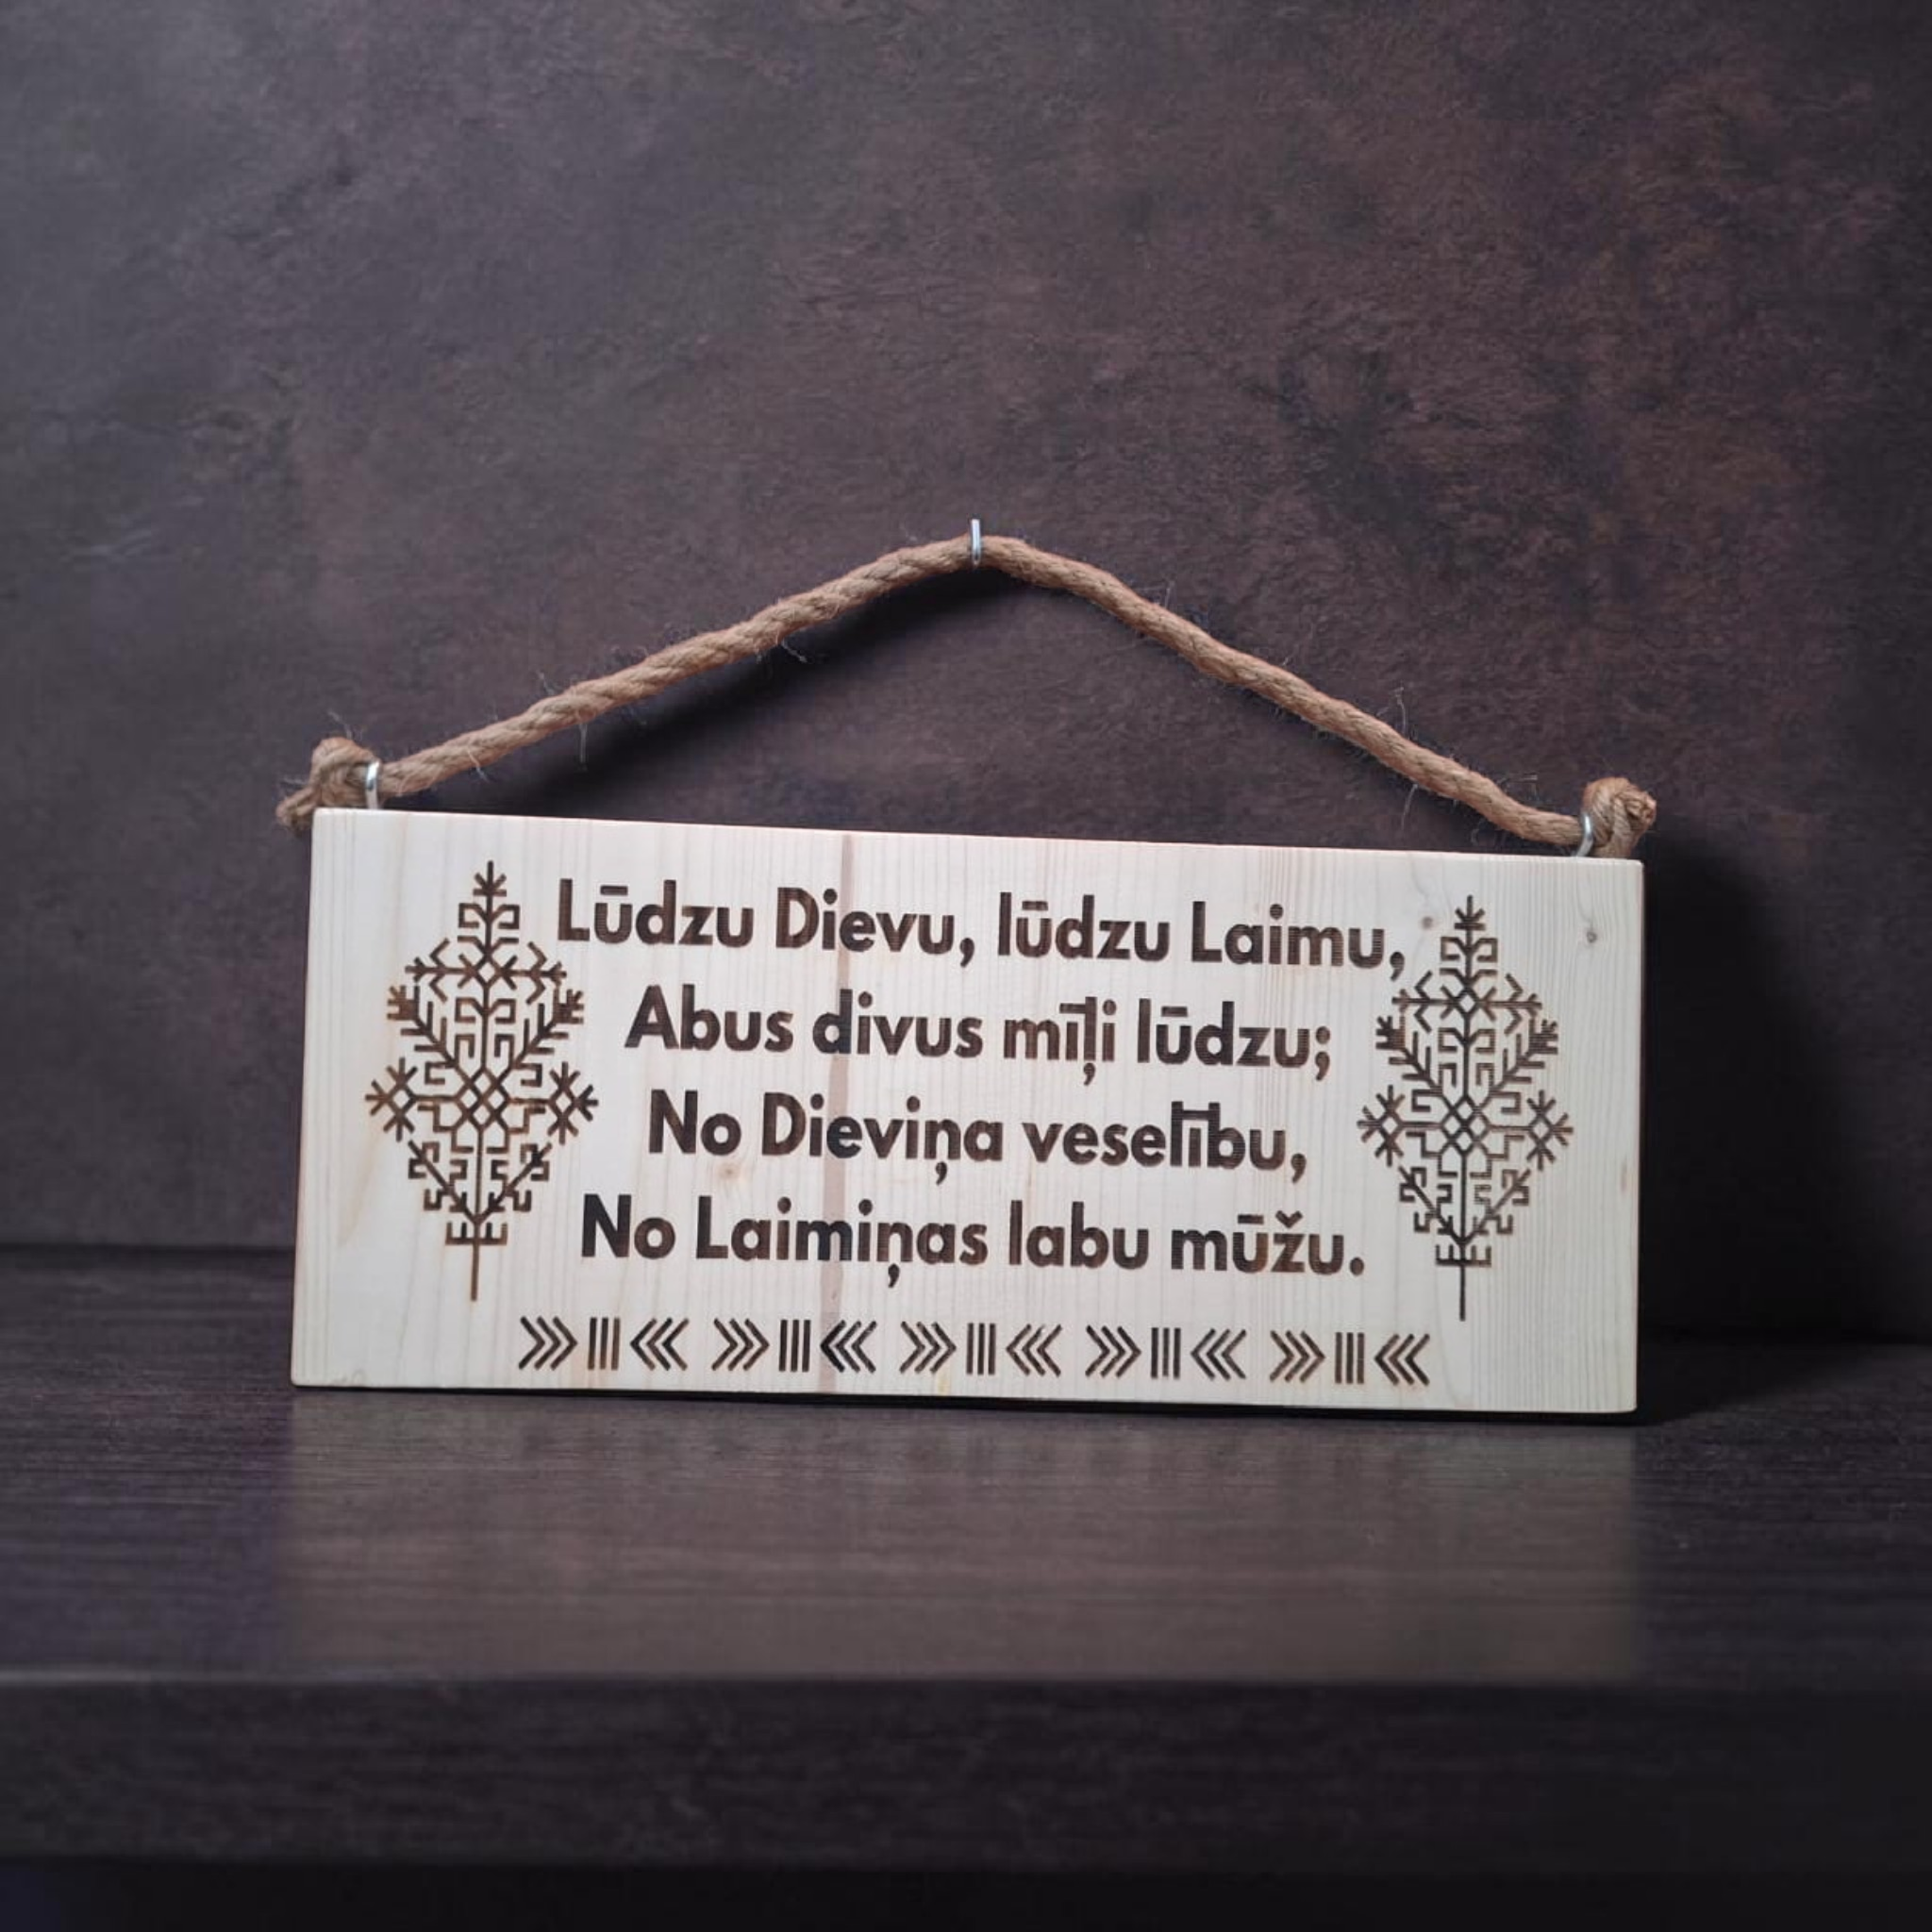 Lūdzu Dievu, lūdzu Laimu,
Abus divus mīļi lūdzu;
No Dieviņa veselību,
No Laimiņas labu mūžu.